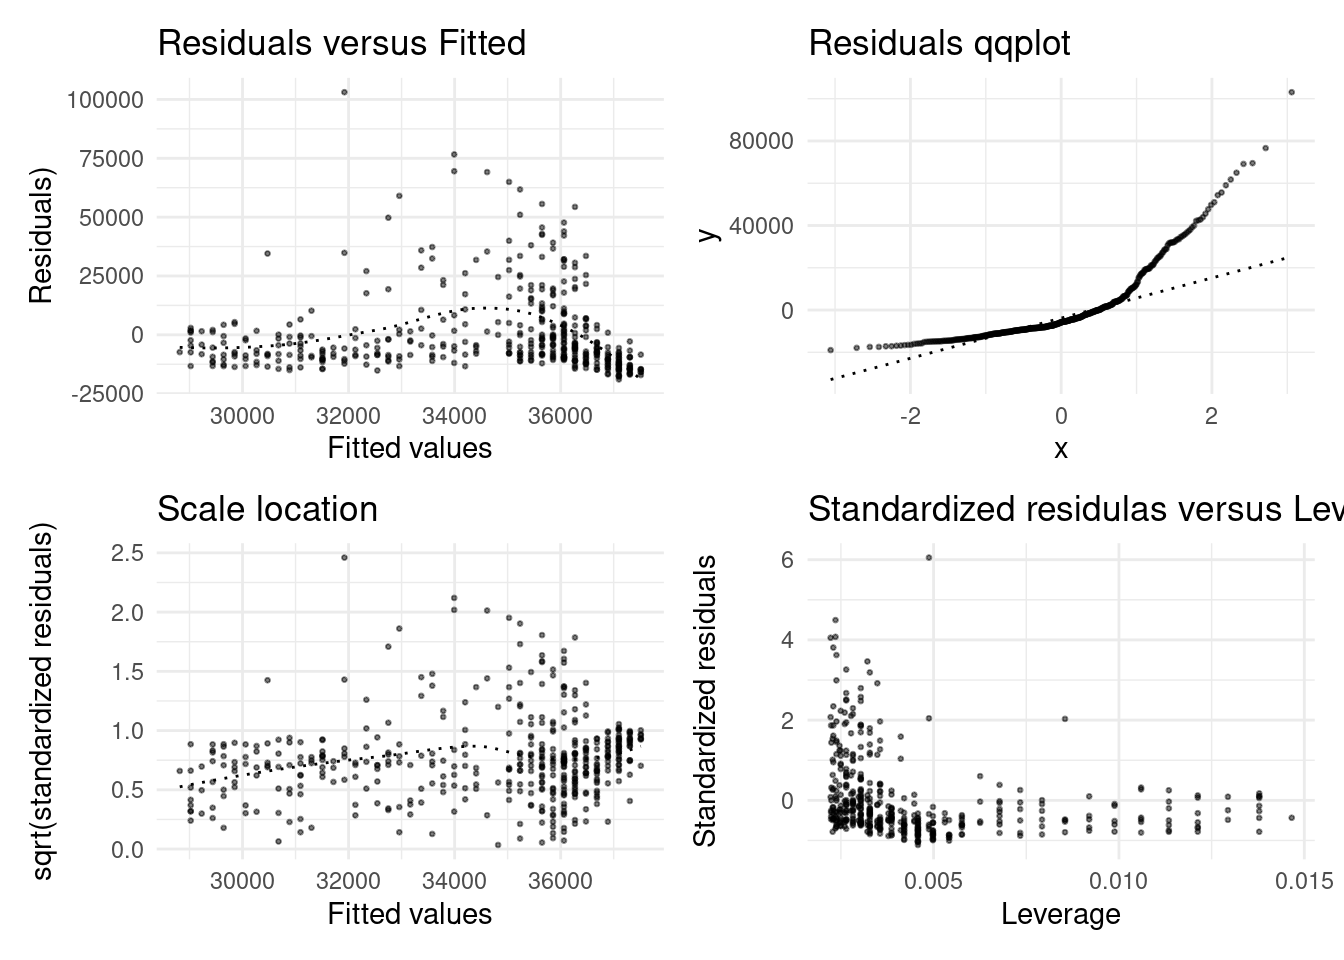 Residuals versus Fitted
Residuals)
100000
75000
50000
25000
0
-25000
30000 32000 34000 36000
Fitted values
Residuals qqplot
y
80000
40000
0
-2 0 2
x
Scale location
sqrt(standardized residuals)
2.5
2.0
1.5
1.0
0.5
0.0
30000 32000 34000 36000
Fitted values
Standardized residulas versus Lev
Standardized residuals
6
4
2
0
0.005 0.010 0.015
Leverage